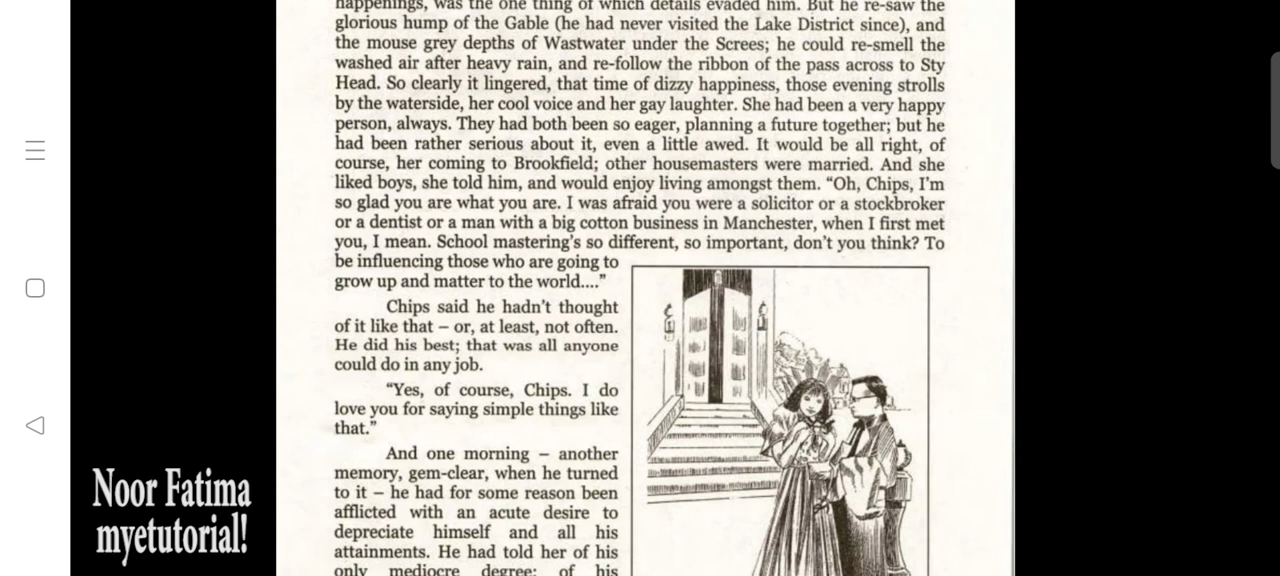 happenings, was the one thing of which details evaded him. But he re-saw the
glorious hump of the Gable (he had never visited the Lake District since), and
the mouse grey depths of Wastwater under the Screes; he could re-smell the
washed air after heavy rain, and re-follow the ribbon of the pass across to Sty
Head. So clearly it lingered, that time of dizzy happiness, those evening strolls
by the waterside, her cool voice and her gay laughter. She had been a very happy
person, always. They had both been so eager, planning a future together; but he
had been rather serious about it, even a little awed. It would be all right, of
course, her coming to Brookfield; other housemasters were married. And she
liked boys, she told him, and would enjoy living amongst them. “Oh, Chips, I’m
so glad you are what you are. I was afraid you were a solicitor or a stockbroker
or a dentist or a man with a big cotton business in Manchester, when I first met
you, I mean. School mastering’s so different, so important, don’t you think? To
be influencing those who are going to
grow up and matter to the world....”
Chips said he hadn’t thought
of it like that – or, at least, not often.
He did his best; that was all anyone
could do in any job.
“Yes, of course, Chips. I do
love you for saying simple things like
that.”
And one morning – another
memory, gem-clear, when he turned
to it – he had for some reason been
afflicted with an acute desire to
depreciate himself and all his
attainments. He had told her of his
only mediocre degree; of his
Noor Fatima
myetutorial!